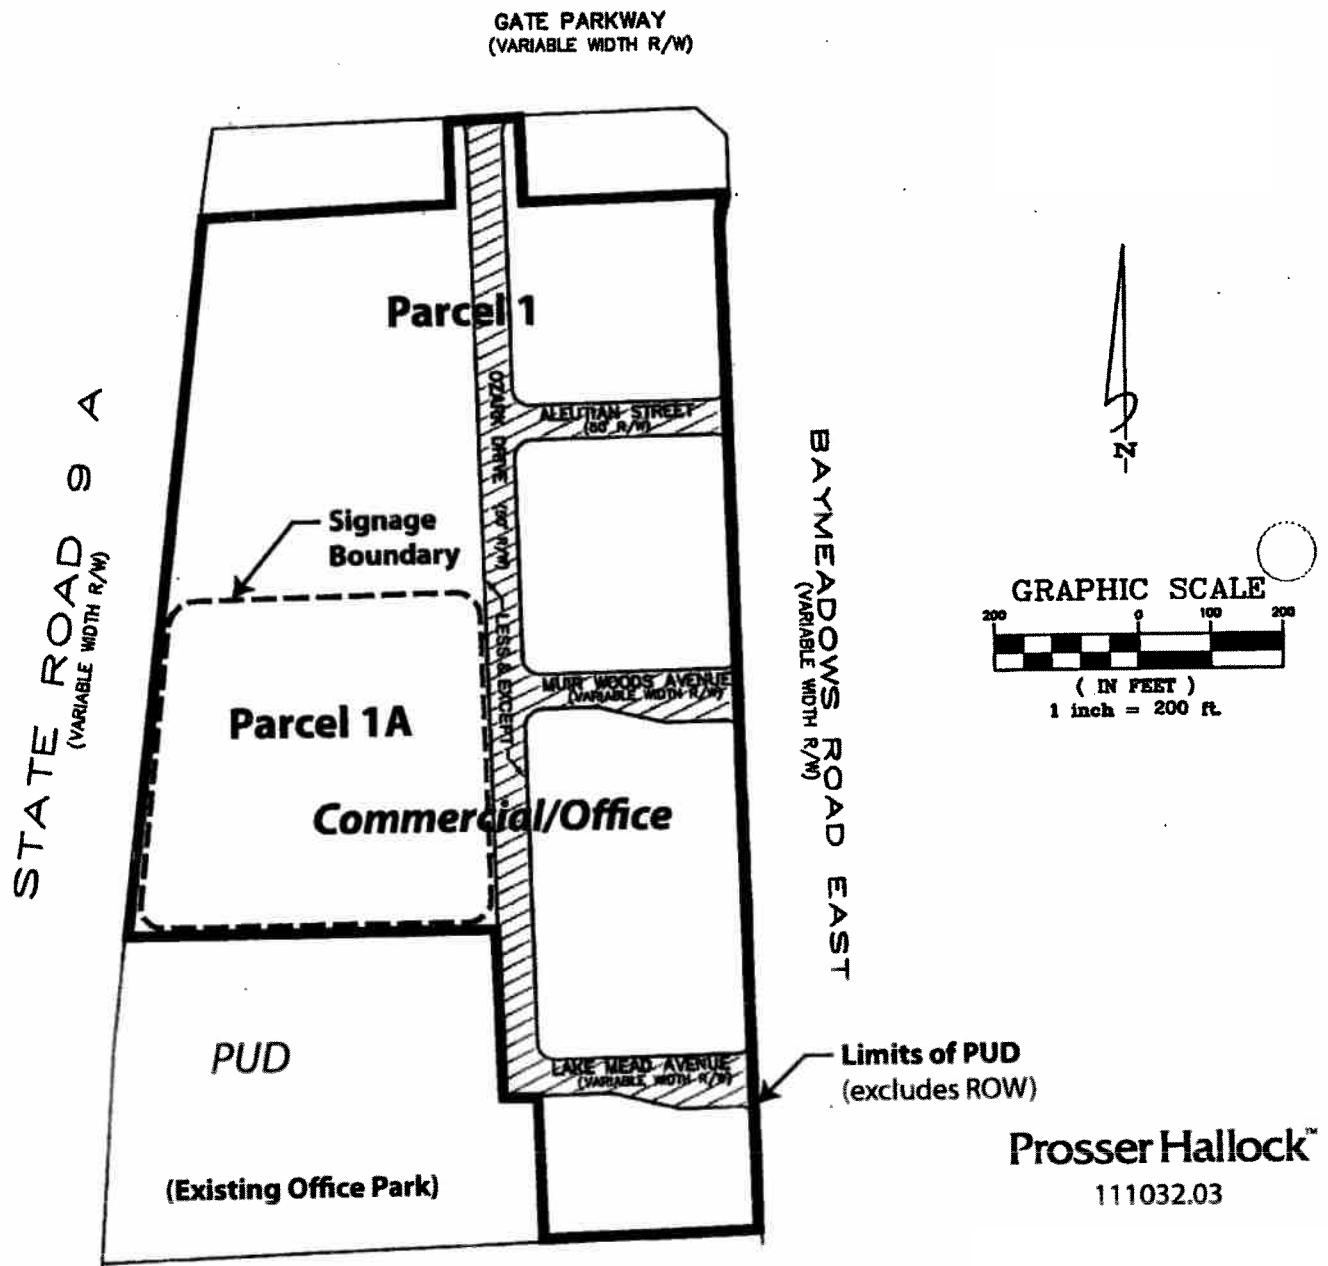 GATE PARKWAY
(VARIABLE WIDTH R/W)
Parcel 1
OZARK DRIVE
ALEUTIAN STREET
(60' R/W)
STATE ROAD 9 A
(VARIABLE WIDTH R/W)
Signage
Boundary
LESS & EXCEPT
BAYMEADOWS ROAD EAST
(VARIABLE WIDTH R/W)
N
GRAPHIC SCALE
200 0 100 200
( IN FEET )
1 inch = 200 ft.
MUIR WOODS AVENUE
(VARIABLE WIDTH R/W)
Parcel 1A
Commercial/Office
PUD
LAKE MEAD AVENUE
(VARIABLE WIDTH R/W)
Limits of PUD
(excludes ROW)
(Existing Office Park)
Prosser Hallock™
111032.03